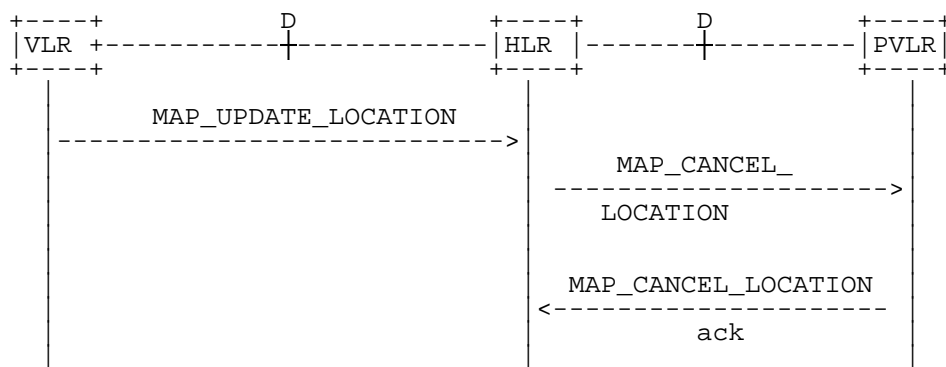 D D
VLR HLR PVLR
MAP_UPDATE_LOCATION
MAP_CANCEL_
LOCATION
MAP_CANCEL_LOCATION
ack